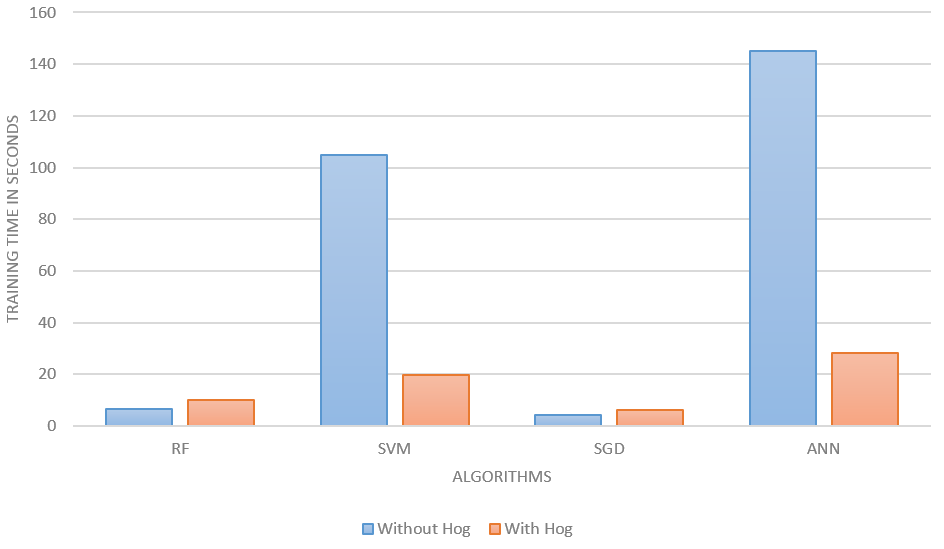 160
140
120
100
80
60
40
20
0
TRAINING TIME IN SECONDS
RF SVM SGD ANN
ALGORITHMS
Without Hog With Hog